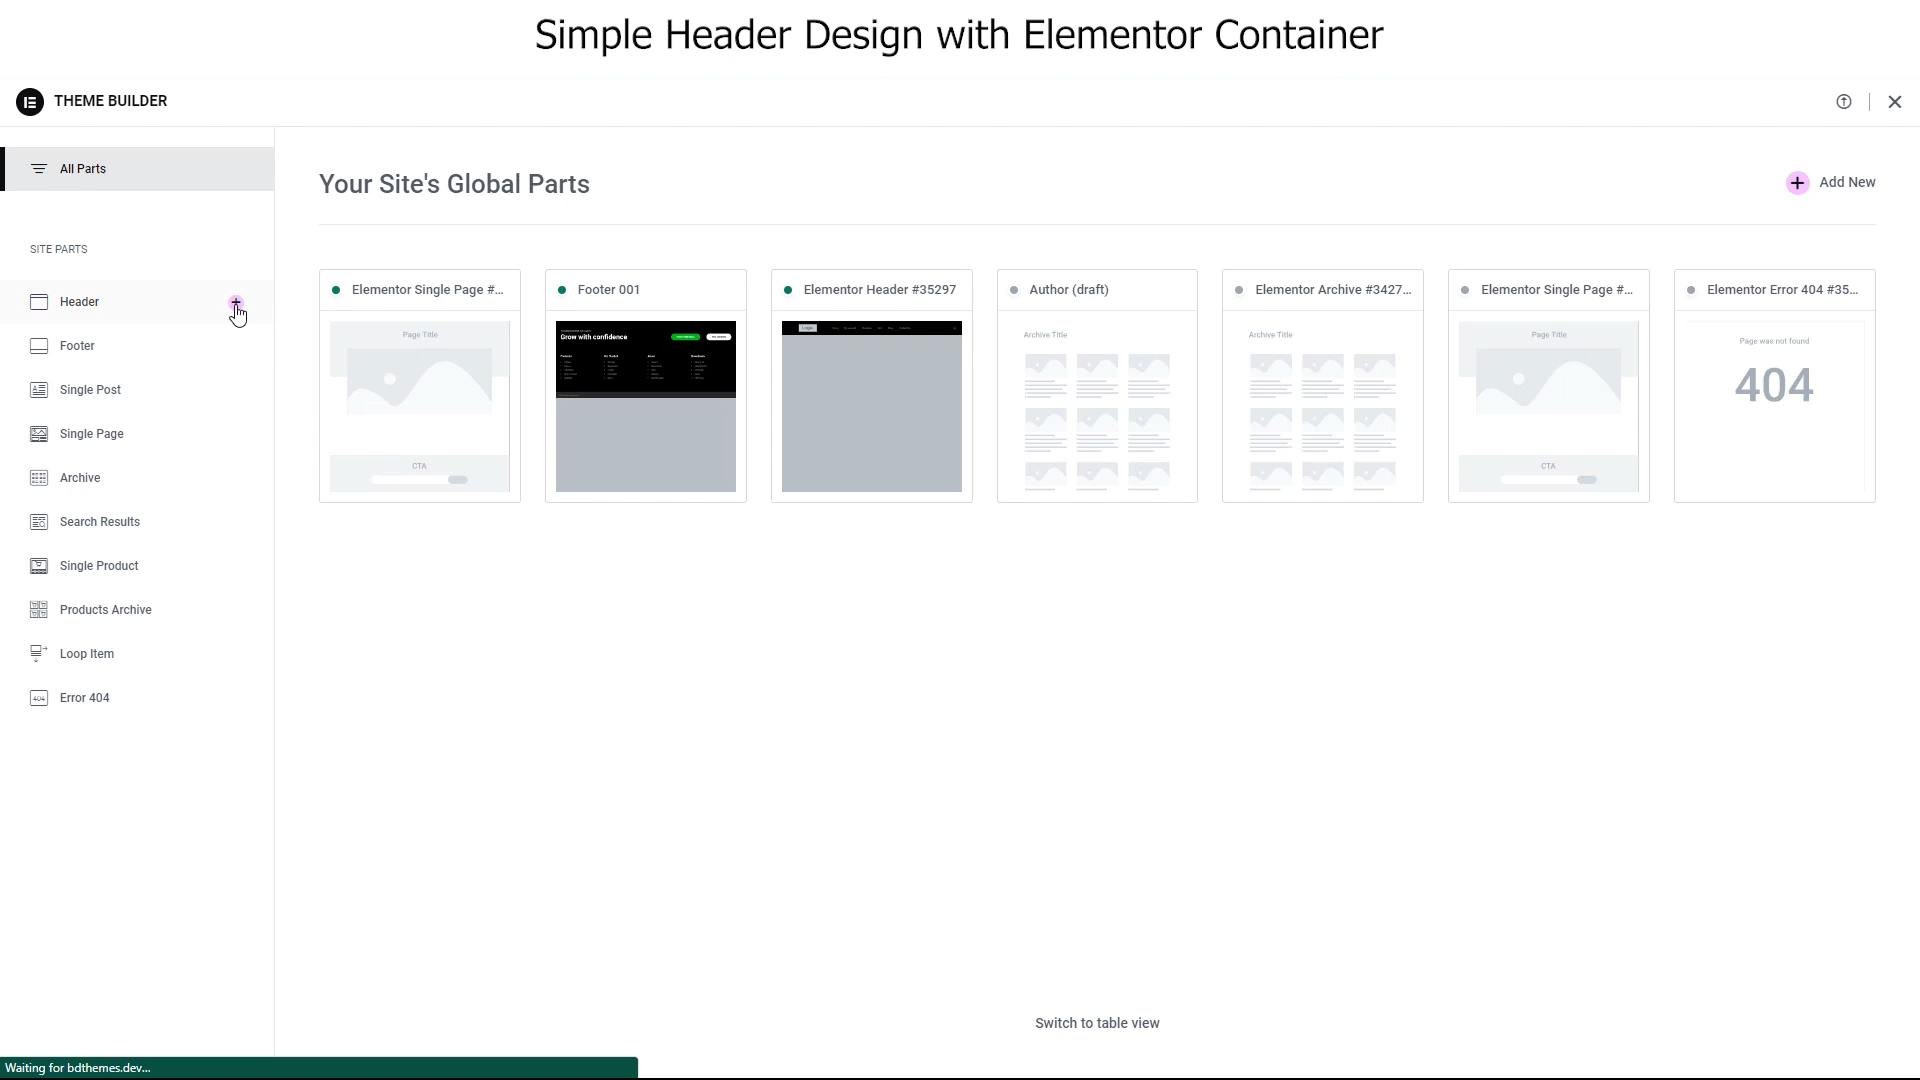 Simple Header Design with Elementor Container
THEME BUILDER
All Parts
Your Site's Global Parts
Add New
SITE PARTS
Header
Footer
Single Post
Single Page
Archive
Search Results
Single Product
Products Archive
Loop Item
Error 404
Elementor Single Page #...
Page Title
CTA
Footer 001
Grow with confidence
Elementor Header #35297
Logo
Author (draft)
Archive Title
Elementor Archive #3427...
Archive Title
Elementor Single Page #...
Page Title
CTA
Elementor Error 404 #35...
Page was not found
404
Switch to table view
Waiting for bdthemes.dev...